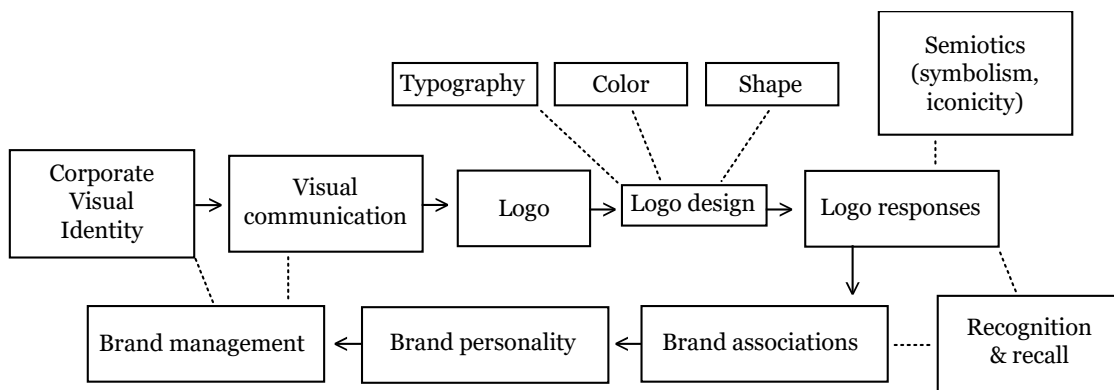 Semiotics
(symbolism,
iconicity)
Typography
Color
Shape
Corporate
Visual
Identity
Visual
communication
Logo
Logo design
Logo responses
Brand management
Brand personality
Brand associations
Recognition
& recall